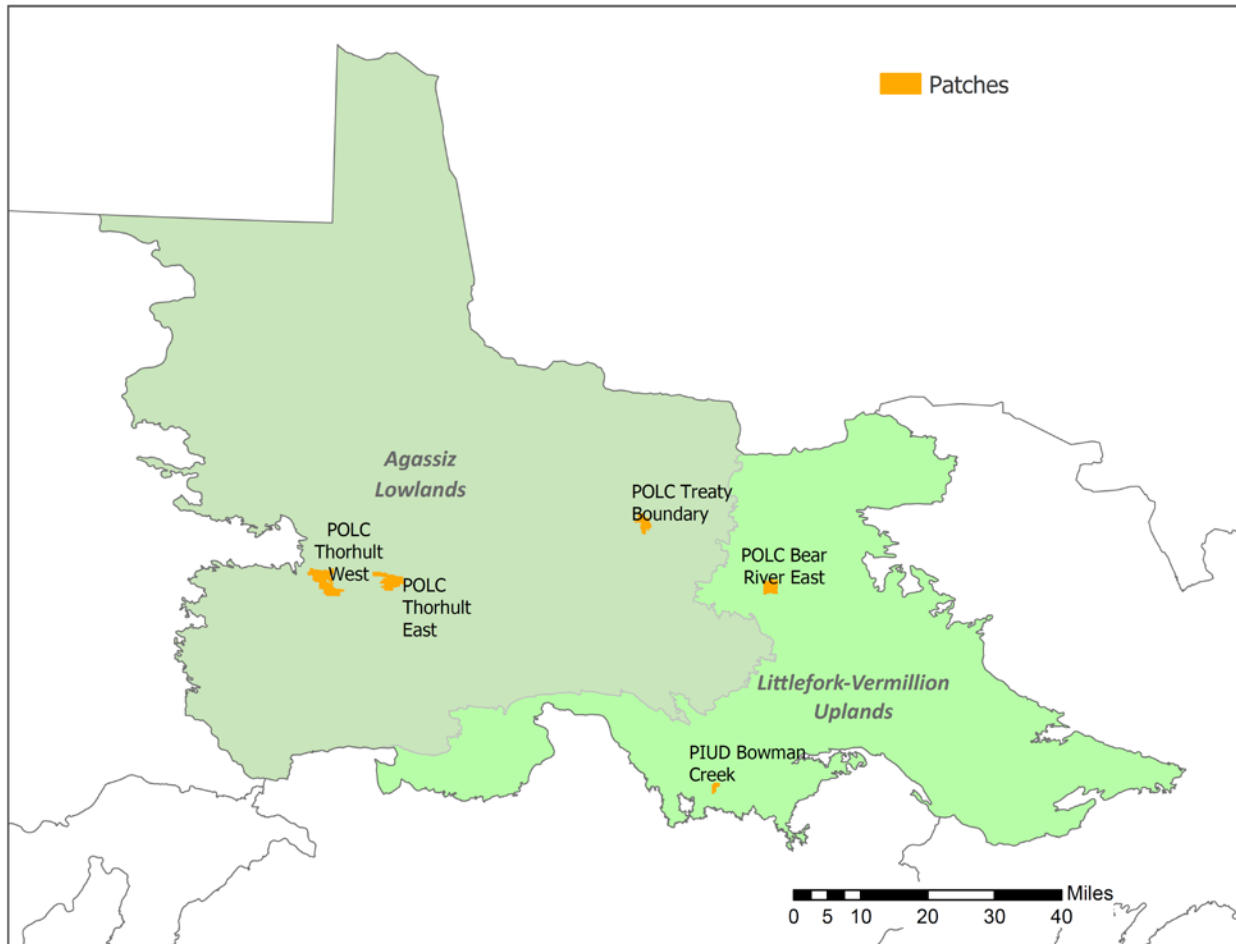 Patches
Agassiz
Lowlands
POLC Treaty
Boundary
POLC
Thorhult
West
POLC Bear
River East
POLC
Thorhult
East
Littlefork-Vermillion
Uplands
PIUD Bowman
Creek
Miles
0 5 10 20 30 40